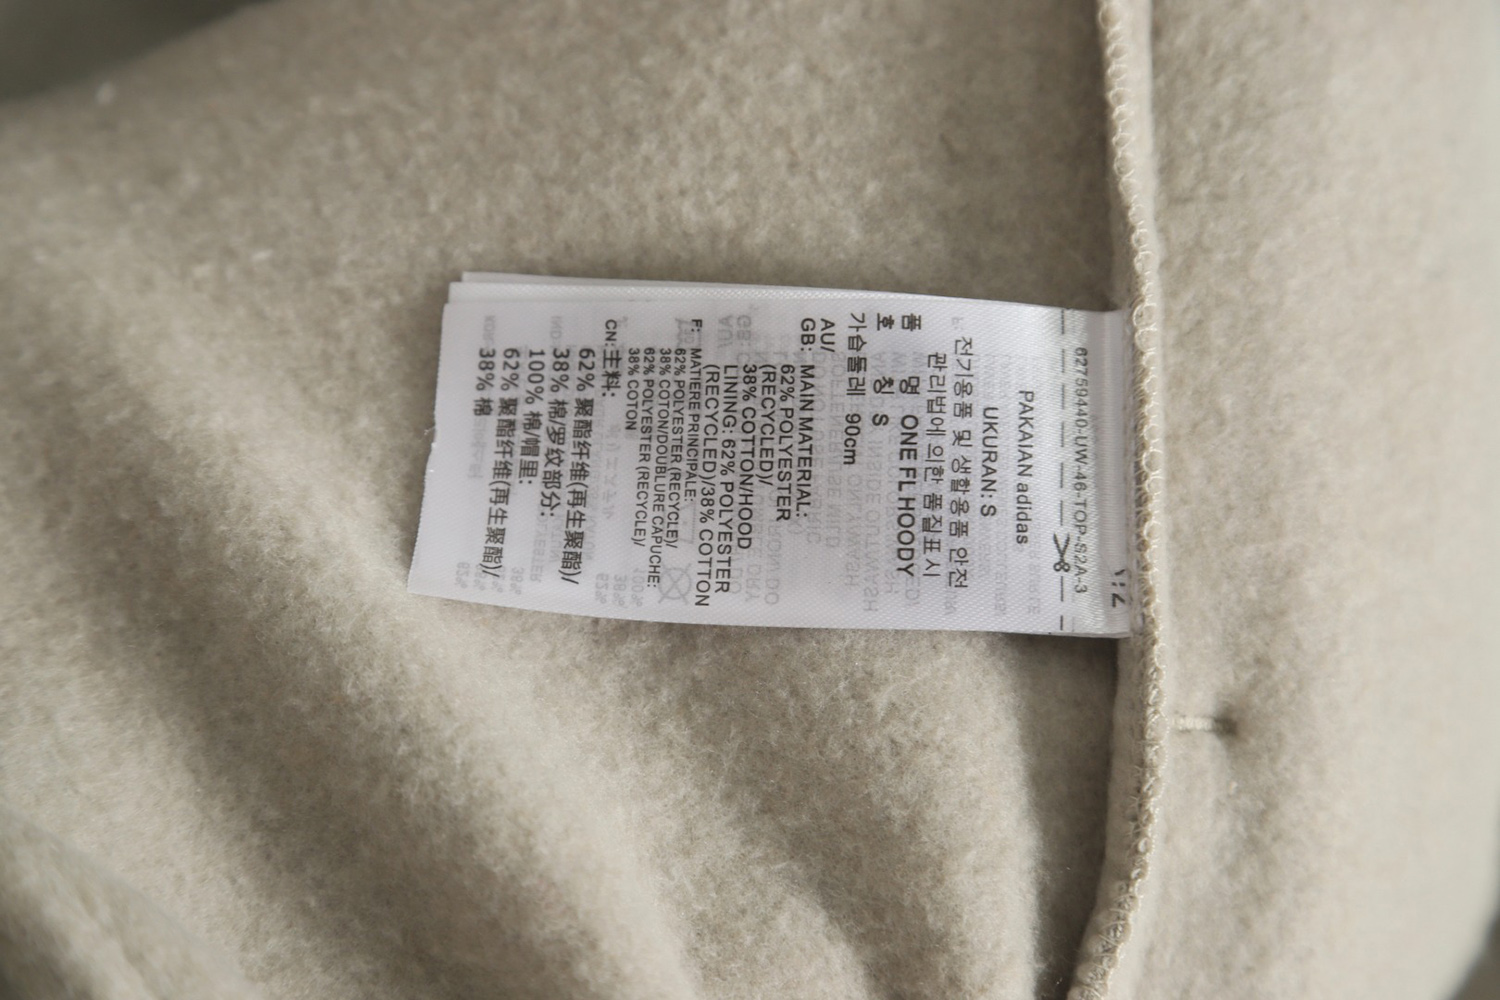 62759440-UW-46-TOP-S2A-3
PAKAIAN adidas
UKURAN: S
전기용품 및 생활용품 안전
관리법에 의한 품질표시
품 명 ONE FL HOODY
호 칭 S
가슴둘레 90cm
AU/
GB: MAIN MATERIAL:
62% POLYESTER
(RECYCLED)/
38% COTTON/HOOD
LINING: 62% POLYESTER
(RECYCLED)/38% COTTON
F: MATIERE PRINCIPALE:
62% POLYESTER (RECYCLE)/
38% COTON/DOUBLURE CAPUCHE:
62% POLYESTER (RECYCLE)/
38% COTON
CN: 主料:
62% 聚酯纤维(再生聚酯)/
38% 棉/罗纹部分:
100% 棉/帽里:
62% 聚酯纤维(再生聚酯)/
38% 棉